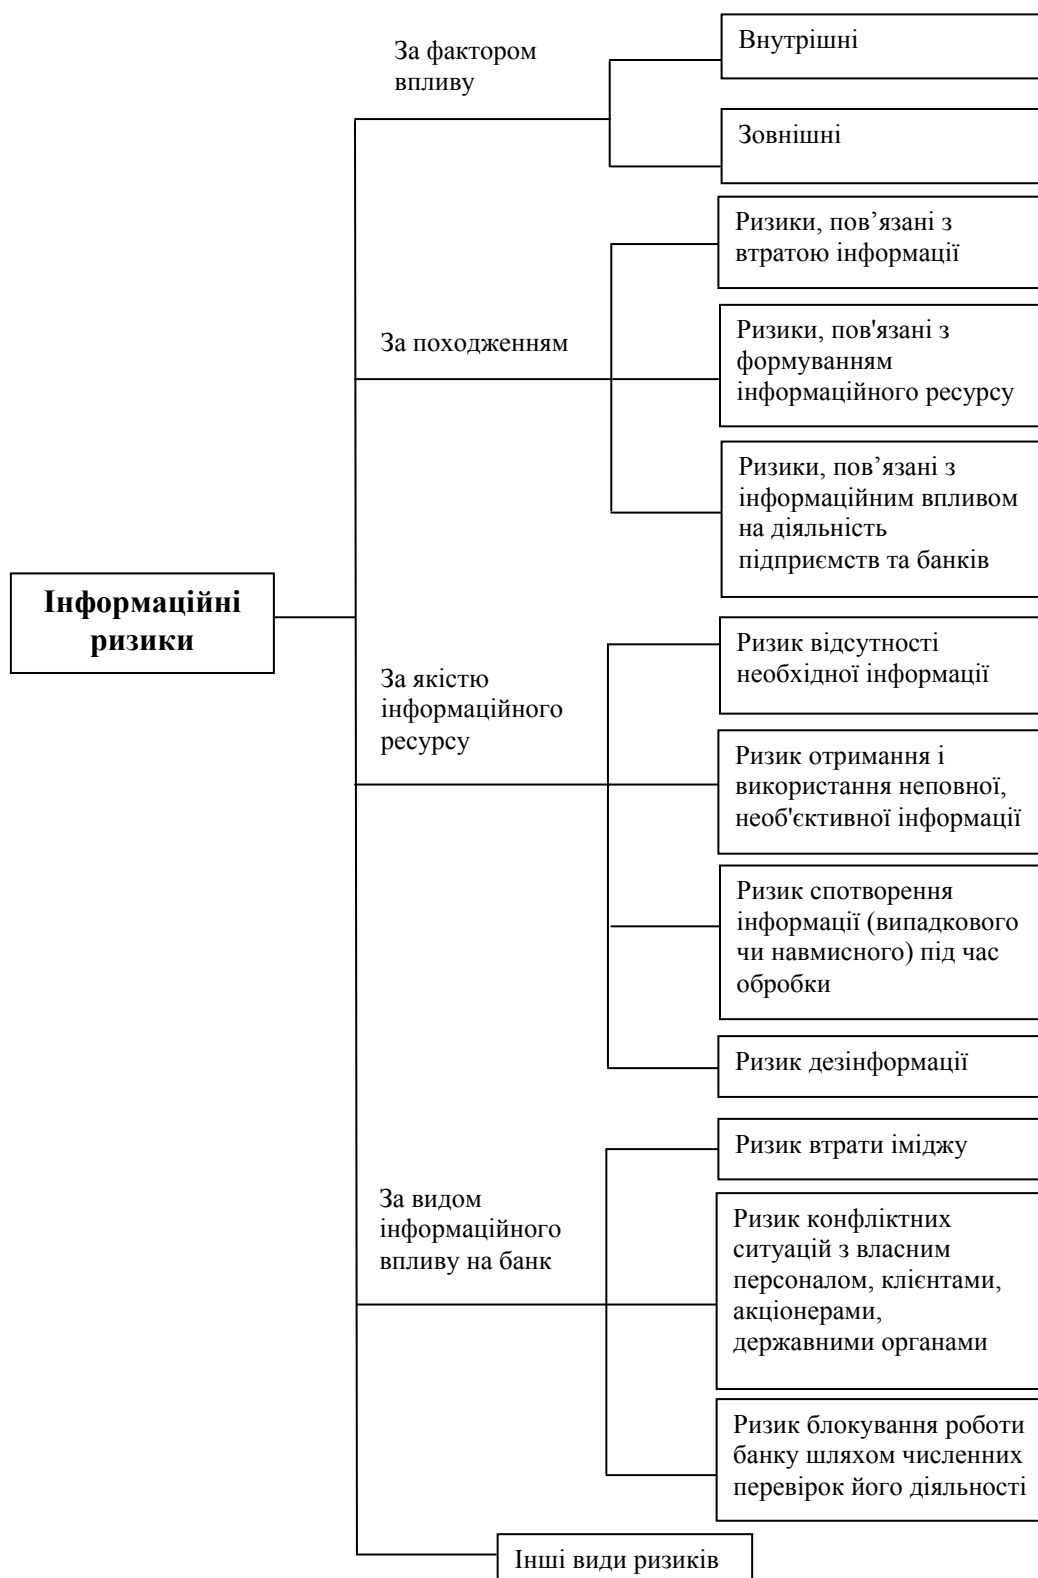 За фактором
впливу
Внутрішні
Зовнішні
За походженням
Ризики, пов’язані з
втратою інформації
Ризики, пов'язані з
формуванням
інформаційного ресурсу
Ризики, пов’язані з
інформаційним впливом
на діяльність
підприємств та банків
Інформаційні
ризики
За якістю
інформаційного
ресурсу
Ризик відсутності
необхідної інформації
Ризик отримання і
використання неповної,
необ'єктивної інформації
Ризик спотворення
інформації (випадкового
чи навмисного) під час
обробки
Ризик дезінформації
За видом
інформаційного
впливу на банк
Ризик втрати іміджу
Ризик конфліктних
ситуацій з власним
персоналом, клієнтами,
акціонерами,
державними органами
Ризик блокування роботи
банку шляхом численних
перевірок його діяльності
Інші види ризиків